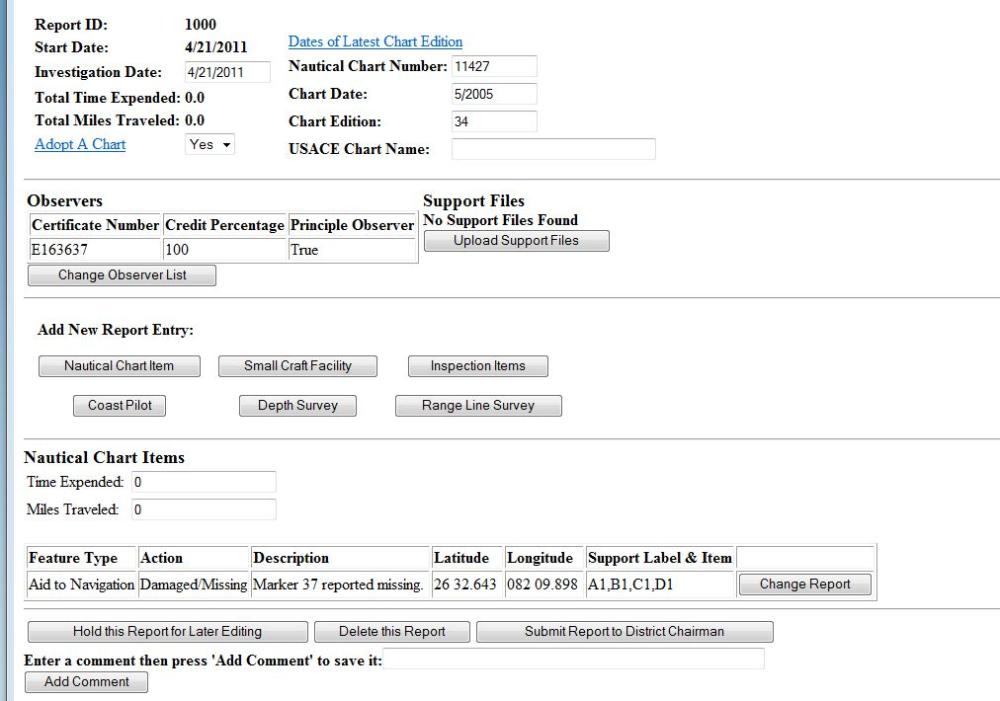 Report ID: 1000
Start Date: 4/21/2011
Investigation Date: 4/21/2011
Total Time Expended: 0.0
Total Miles Traveled: 0.0
Adopt A Chart Yes
Dates of Latest Chart Edition
Nautical Chart Number: 11427
Chart Date: 5/2005
Chart Edition: 34
USACE Chart Name:
Observers
Certificate Number Credit Percentage Principle Observer
E163637 100 True
Change Observer List
Support Files
No Support Files Found
Upload Support Files
Add New Report Entry:
Nautical Chart Item Small Craft Facility Inspection Items
Coast Pilot Depth Survey Range Line Survey
Nautical Chart Items
Time Expended: 0
Miles Traveled: 0
Feature Type Action Description Latitude Longitude Support Label & Item
Aid to Navigation Damaged/Missing Marker 37 reported missing. 26 32.643 082 09.898 A1,B1,C1,D1 Change Report
Hold this Report for Later Editing Delete this Report Submit Report to District Chairman
Enter a comment then press 'Add Comment' to save it:
Add Comment